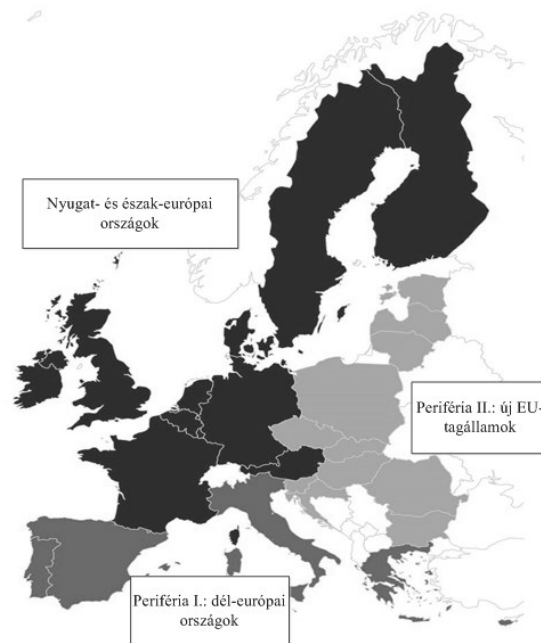 Nyugat- és észak-európai
országok
Periféria II.: új EU-
tagállamok
Periféria I.: dél-európai
országok